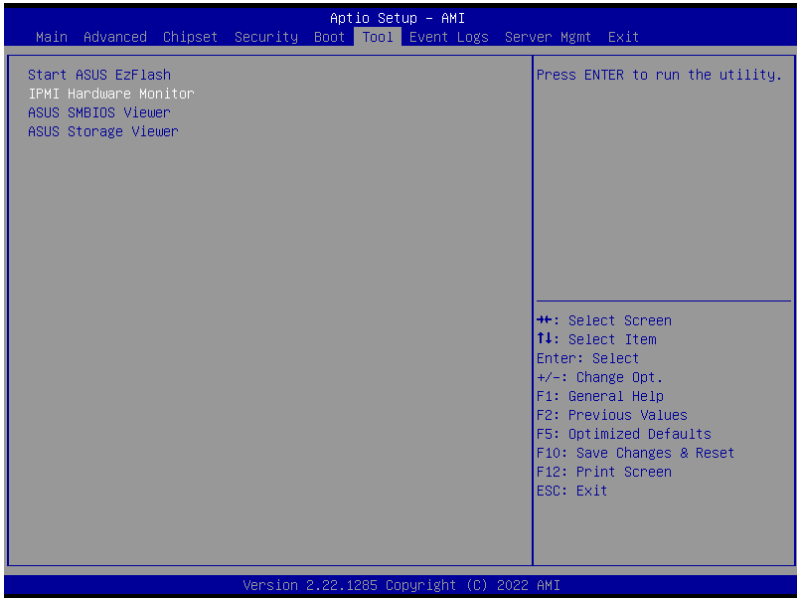 Aptio Setup – AMI
Main Advanced Chipset Security Boot Tool Event Logs Server Mgmt Exit
Start ASUS EzFlash
IPMI Hardware Monitor
ASUS SMBIOS Viewer
ASUS Storage Viewer
Press ENTER to run the utility.
→←: Select Screen
↑↓: Select Item
Enter: Select
+/-: Change Opt.
F1: General Help
F2: Previous Values
F5: Optimized Defaults
F10: Save Changes & Reset
F12: Print Screen
ESC: Exit
Version 2.22.1285 Copyright (C) 2022 AMI